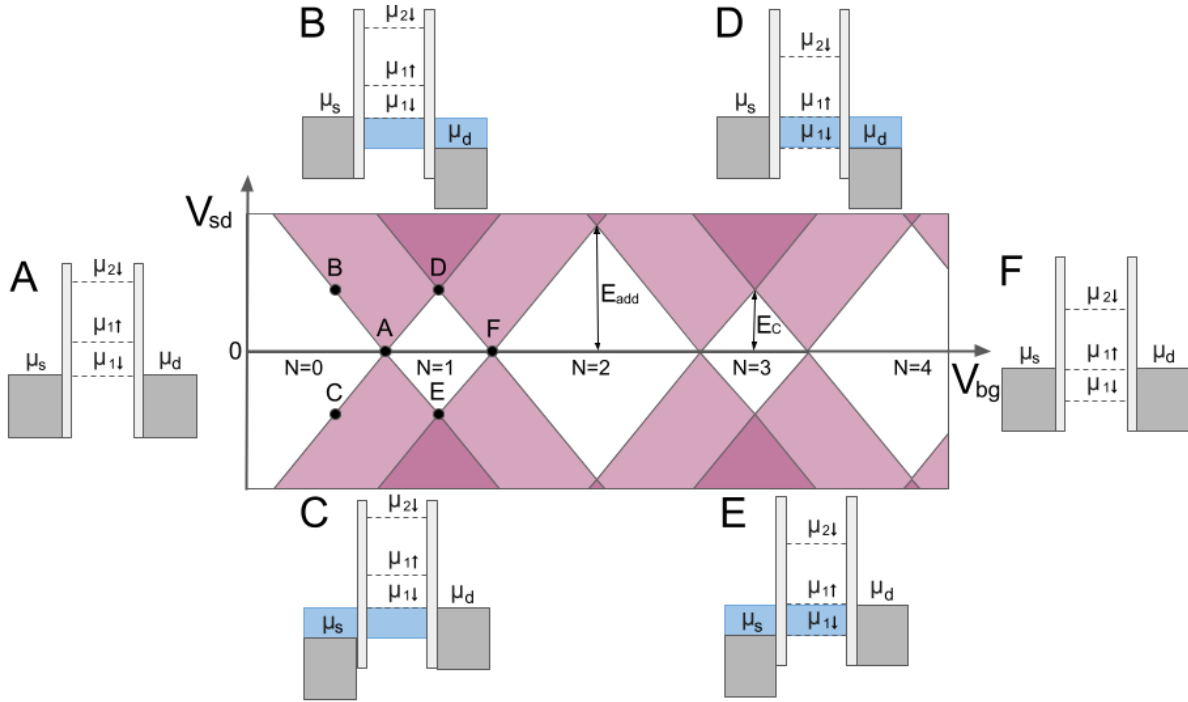 B
μ2↓
μ1↑
μs
μ1↓
μd
D
μ2↓
μs
μ1↑
μ1↓
μd
Vsd
A
μ2↓
μ1↑
μs
μ1↓
μd
B
D
A
F
Eadd
EC
0
N=0
N=1
N=2
N=3
N=4
Vbg
C
E
F
μ2↓
μs
μ1↑
μd
μ1↓
C
μ2↓
μ1↑
μ1↓
μs
μd
E
μ2↓
μ1↑
μd
μs
μ1↓